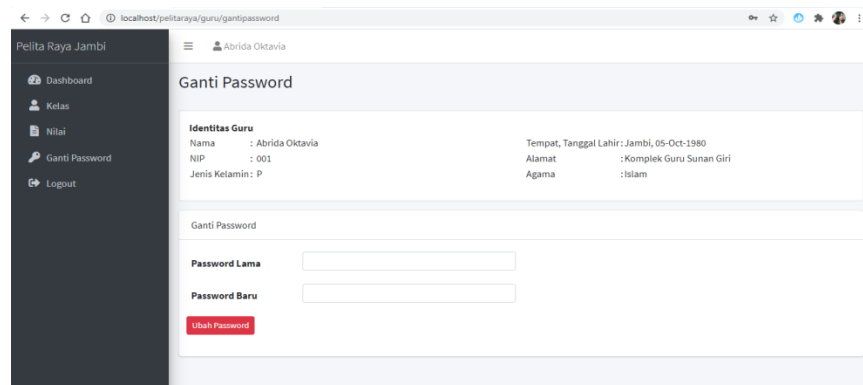 localhost/pelitaraya/guru/gantipassword
Pelita Raya Jambi
Abrida Oktavia
Dashboard
Kelas
Nilai
Ganti Password
Logout
Ganti Password
Identitas Guru
Nama : Abrida Oktavia
NIP : 001
Jenis Kelamin : P
Tempat, Tanggal Lahir : Jambi, 05-Oct-1980
Alamat : Komplek Guru Sunan Giri
Agama : Islam
Ganti Password
Password Lama
Password Baru
Ubah Password